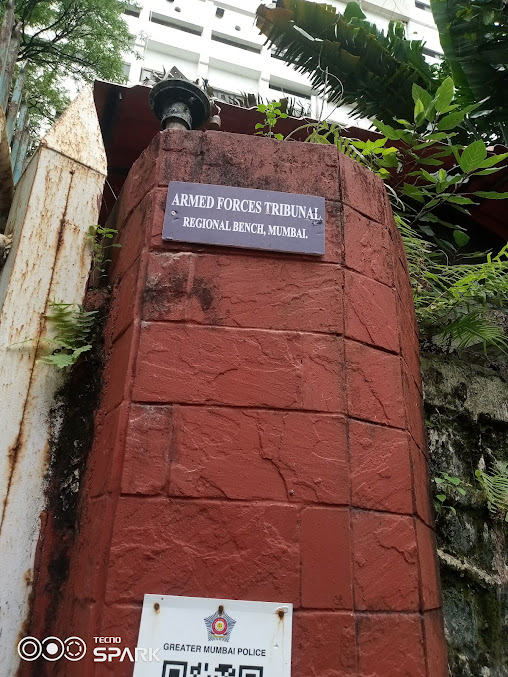 ARMED FORCES TRIBUNAL
REGIONAL BENCH, MUMBAI.
GREATER MUMBAI POLICE
TECNO
SPARK